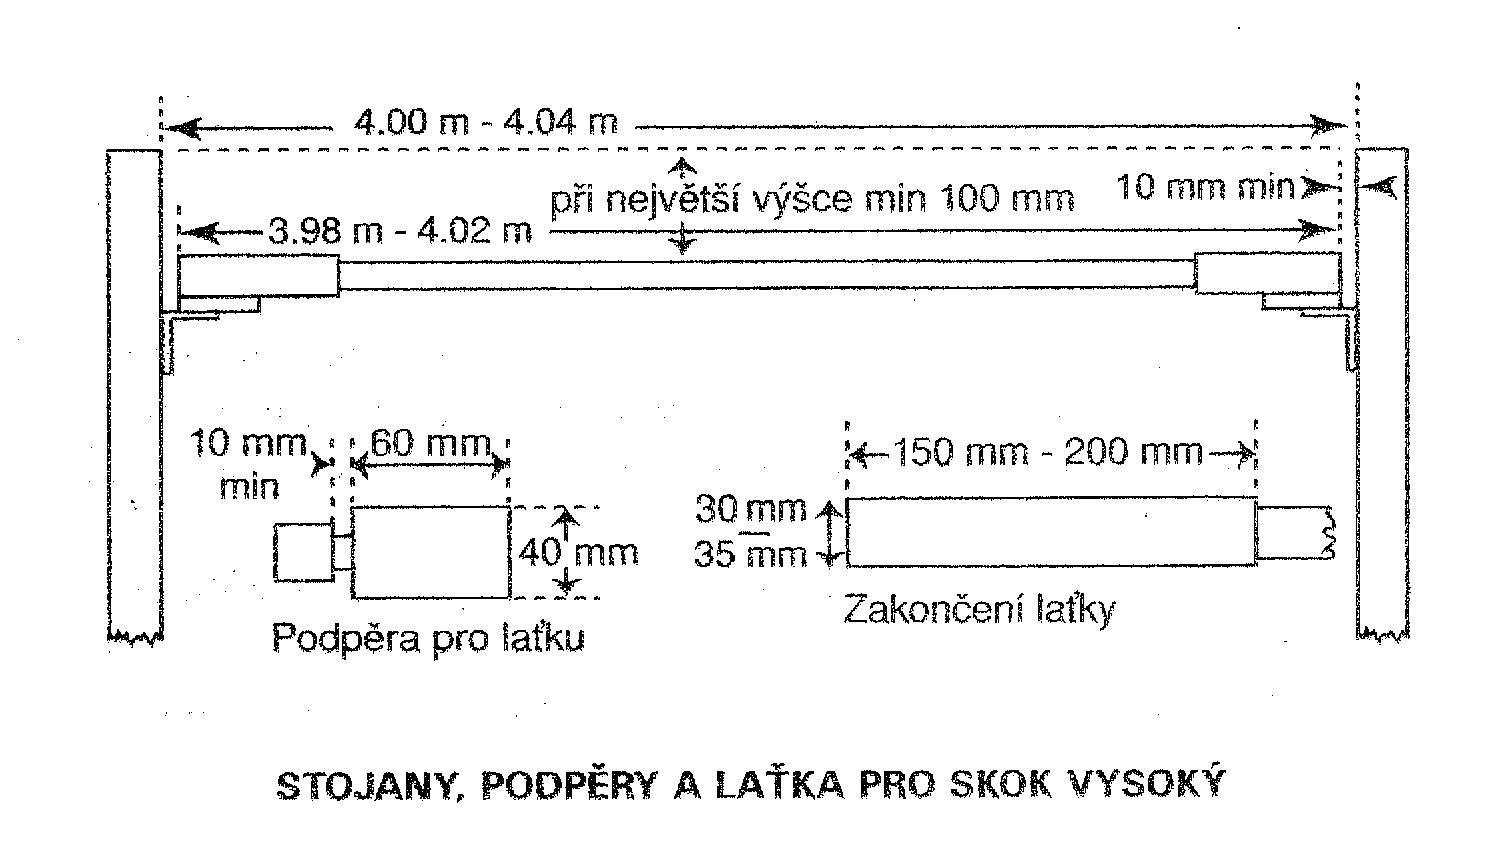 4.00 m - 4.04 m
při největší výšce min 100 mm
10 mm min
3.98 m - 4.02 m
10 mm
min
60 mm
40 mm
Podpěra pro laťku
150 mm - 200 mm
30 mm
35 mm
Zakončení laťky
STOJANY, PODPĚRY A LAŤKA PRO SKOK VYSOKÝ